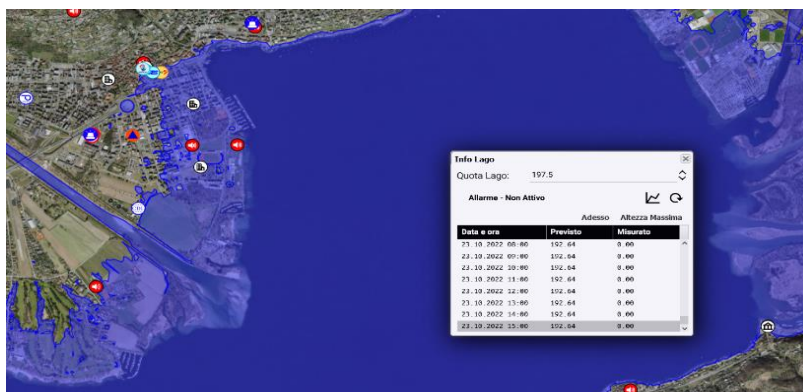 Info Lago
Quota Lago: 197.5
Allarme - Non Attivo
Adesso Altezza Massima
Data e ora Previsto Misurato
23.10.2022 08:00 192.64 0.00
23.10.2022 09:00 192.64 0.00
23.10.2022 10:00 192.64 0.00
23.10.2022 11:00 192.64 0.00
23.10.2022 12:00 192.64 0.00
23.10.2022 13:00 192.64 0.00
23.10.2022 14:00 192.64 0.00
23.10.2022 15:00 192.64 0.00